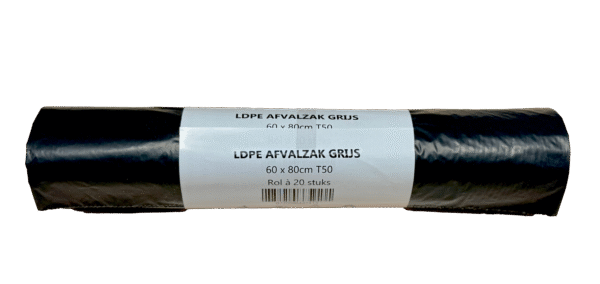 LDPE AFVALZAK GRIJS
60 x 80cm T50
LDPE AFVALZAK GRIJS
60 x 80cm T50
Rol à 20 stuks